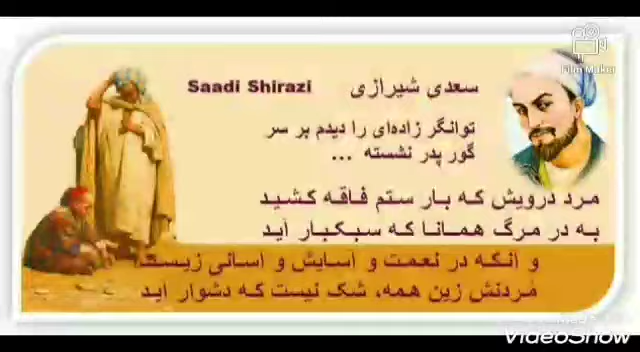 Saadi Shirazi سعدی شیرازی
توانگر زاده‌ای را دیدم بر سر
گور پدر نشسته ...
مرد درویش که بار ستم فاقه کشید
به در مرگ همانا که سبکبار آید
و آنکه در نعمت و آسایش و آسانی زیست
مُردنش زین همه، شک نیست که دشوار آید
Film Maker
VideoShow